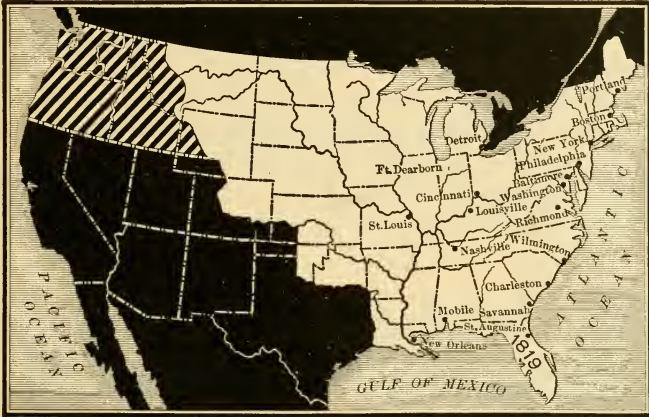 Portland
Boston
Detroit
New York
Philadelphia
Ft. Dearborn
Baltimore
Cincinnati
Washington
Louisville
Richmond
St. Louis
Nashville
Wilmington
Charleston
Mobile
Savannah
St. Augustine
New Orleans
1819
GULF OF MEXICO
PACIFIC
OCEAN
ATLANTIC
OCEAN